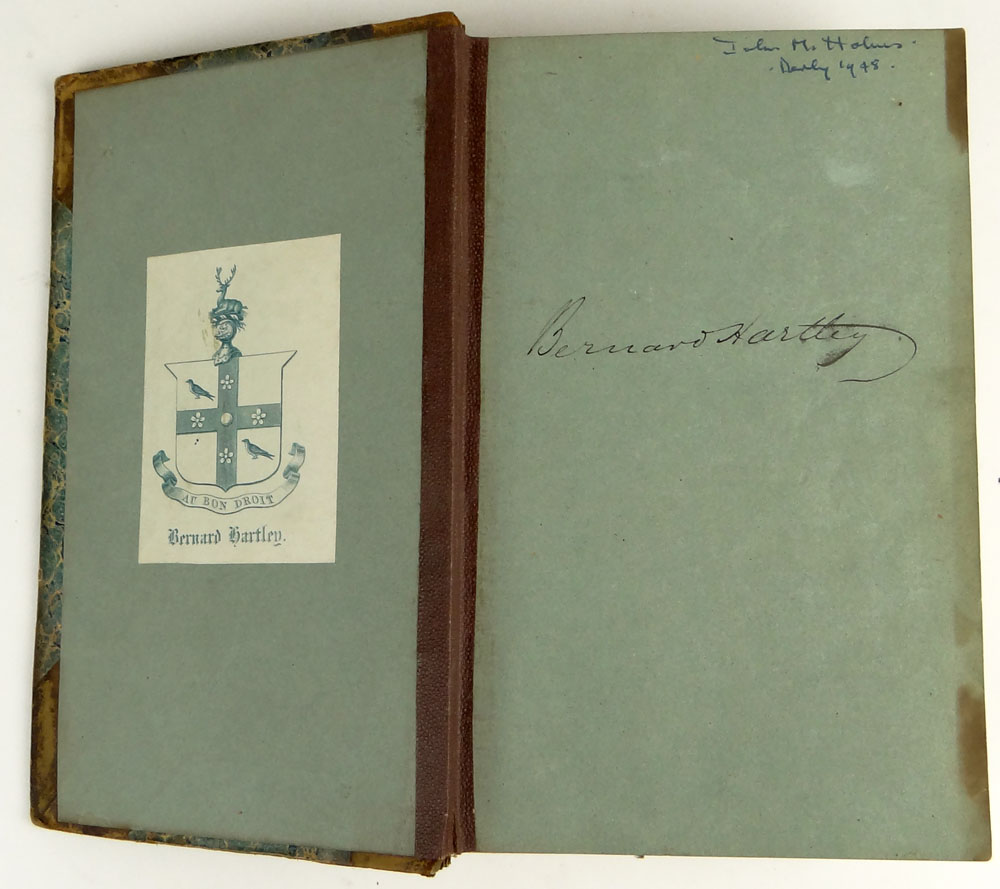 AU BON DROIT
Bernard Hartley.
John M. Holmes.
Derby 1948.
Bernard Hartley.